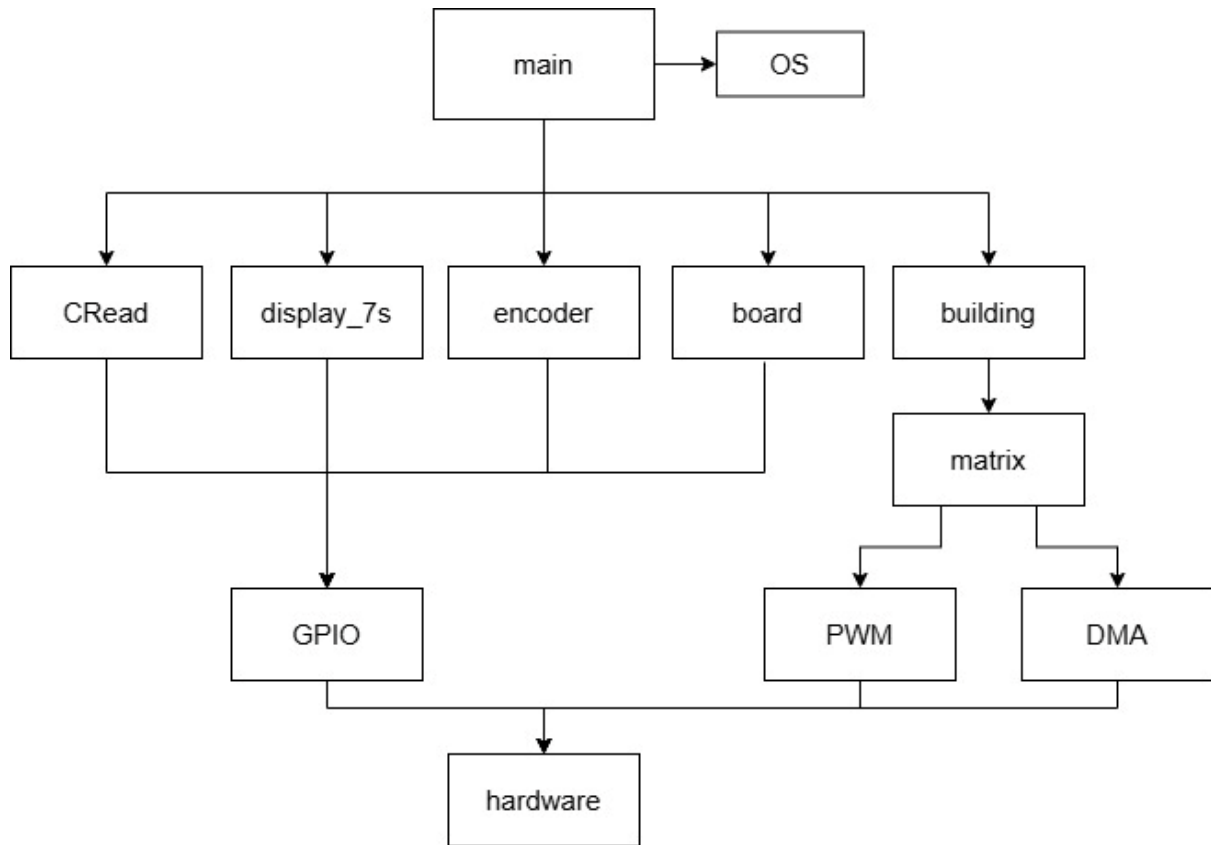 main
OS
CRead
display_7s
encoder
board
building
matrix
GPIO
PWM
DMA
hardware